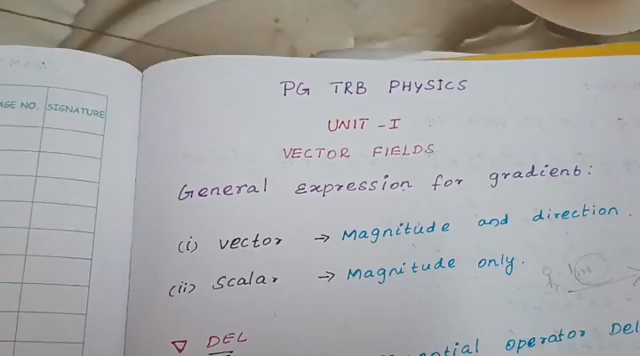 AGE NO. SIGNATURE
PG TRB PHYSICS
UNIT - I
VECTOR FIELDS
General Expression for gradient:
(i) vector → Magnitude and direction.
(ii) Scalar → Magnitude only.
∇ DEL
operator Del